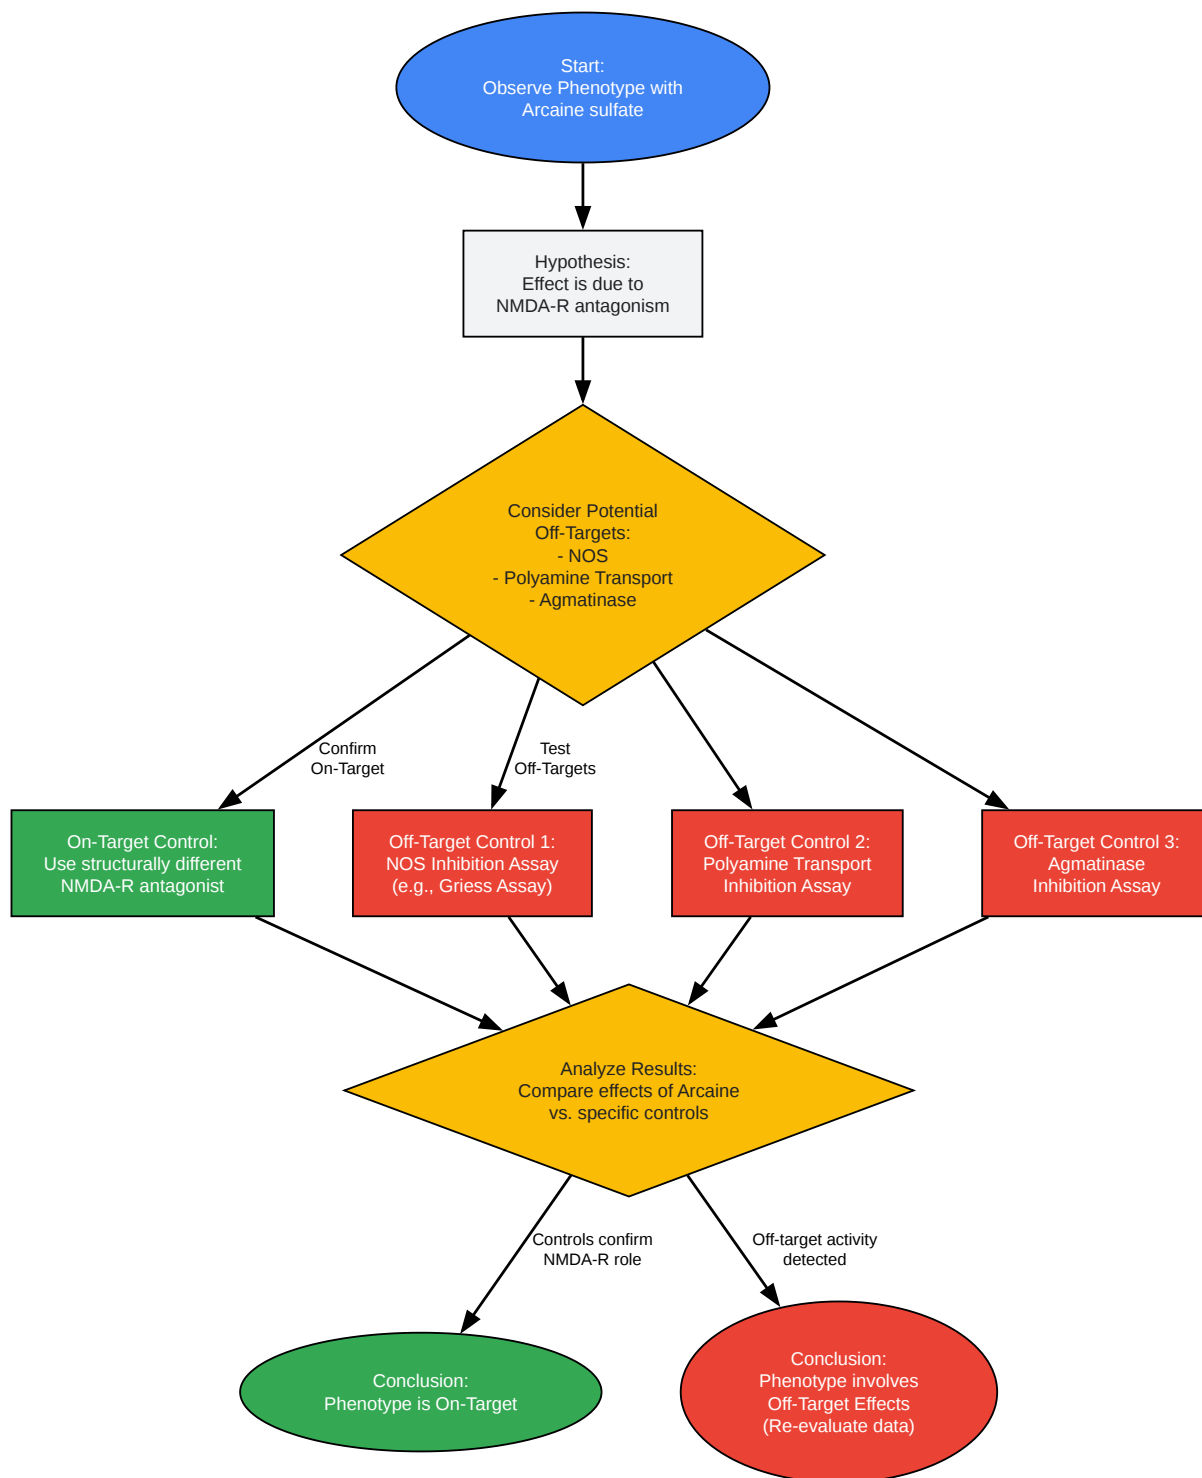 Start:
Observe Phenotype with
Arcaine sulfate
Hypothesis:
Effect is due to
NMDA-R antagonism
Consider Potential
Off-Targets:
- NOS
- Polyamine Transport
- Agmatinase
Confirm
On-Target
Test
Off-Targets
On-Target Control:
Use structurally different
NMDA-R antagonist
Off-Target Control 1:
NOS Inhibition Assay
(e.g., Griess Assay)
Off-Target Control 2:
Polyamine Transport
Inhibition Assay
Off-Target Control 3:
Agmatinase
Inhibition Assay
Analyze Results:
Compare effects of Arcaine
vs. specific controls
Controls confirm
NMDA-R role
Off-target activity
detected
Conclusion:
Phenotype is On-Target
Conclusion:
Phenotype involves
Off-Target Effects
(Re-evaluate data)